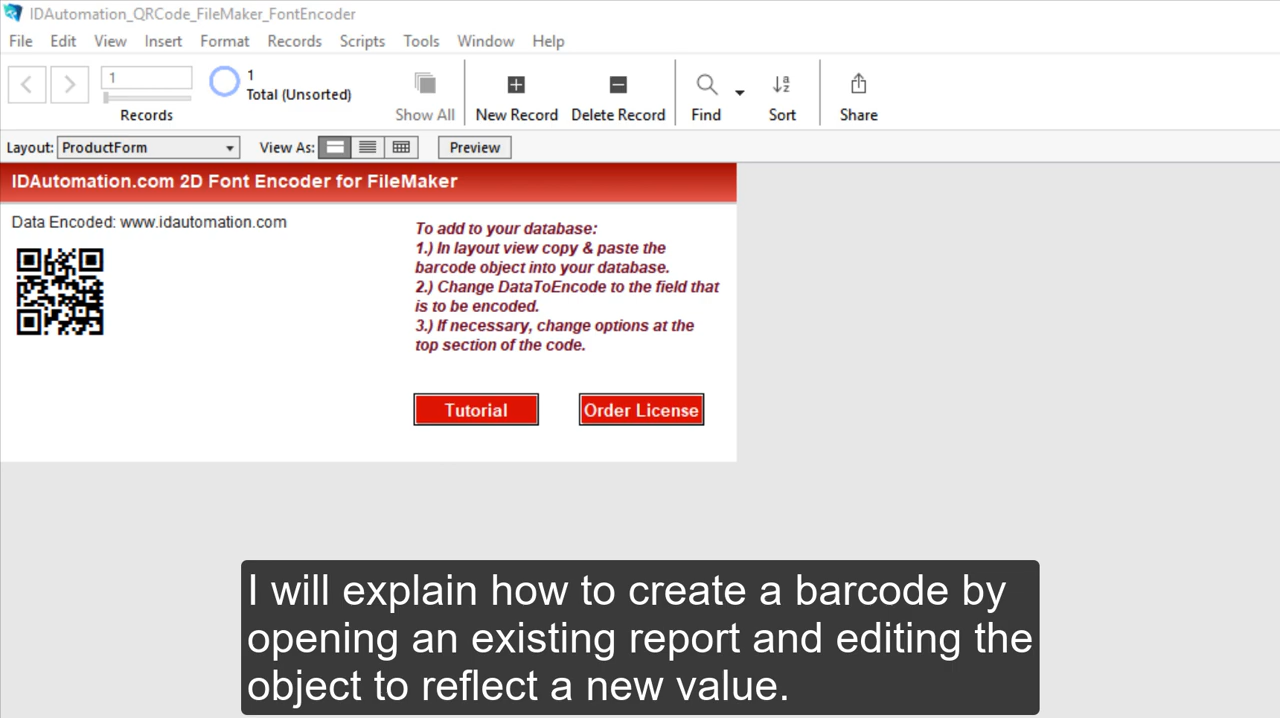 IDAutomation_QRCode_FileMaker_FontEncoder
File Edit View Insert Format Records Scripts Tools Window Help
1
1
Total (Unsorted)
Records
Show All New Record Delete Record Find Sort Share
Layout: ProductForm View As: Preview
IDAutomation.com 2D Font Encoder for FileMaker
Data Encoded: www.idautomation.com
To add to your database:
1.) In layout view copy & paste the
barcode object into your database.
2.) Change DataToEncode to the field that
is to be encoded.
3.) If necessary, change options at the
top section of the code.
Tutorial Order License
I will explain how to create a barcode by
opening an existing report and editing the
object to reflect a new value.